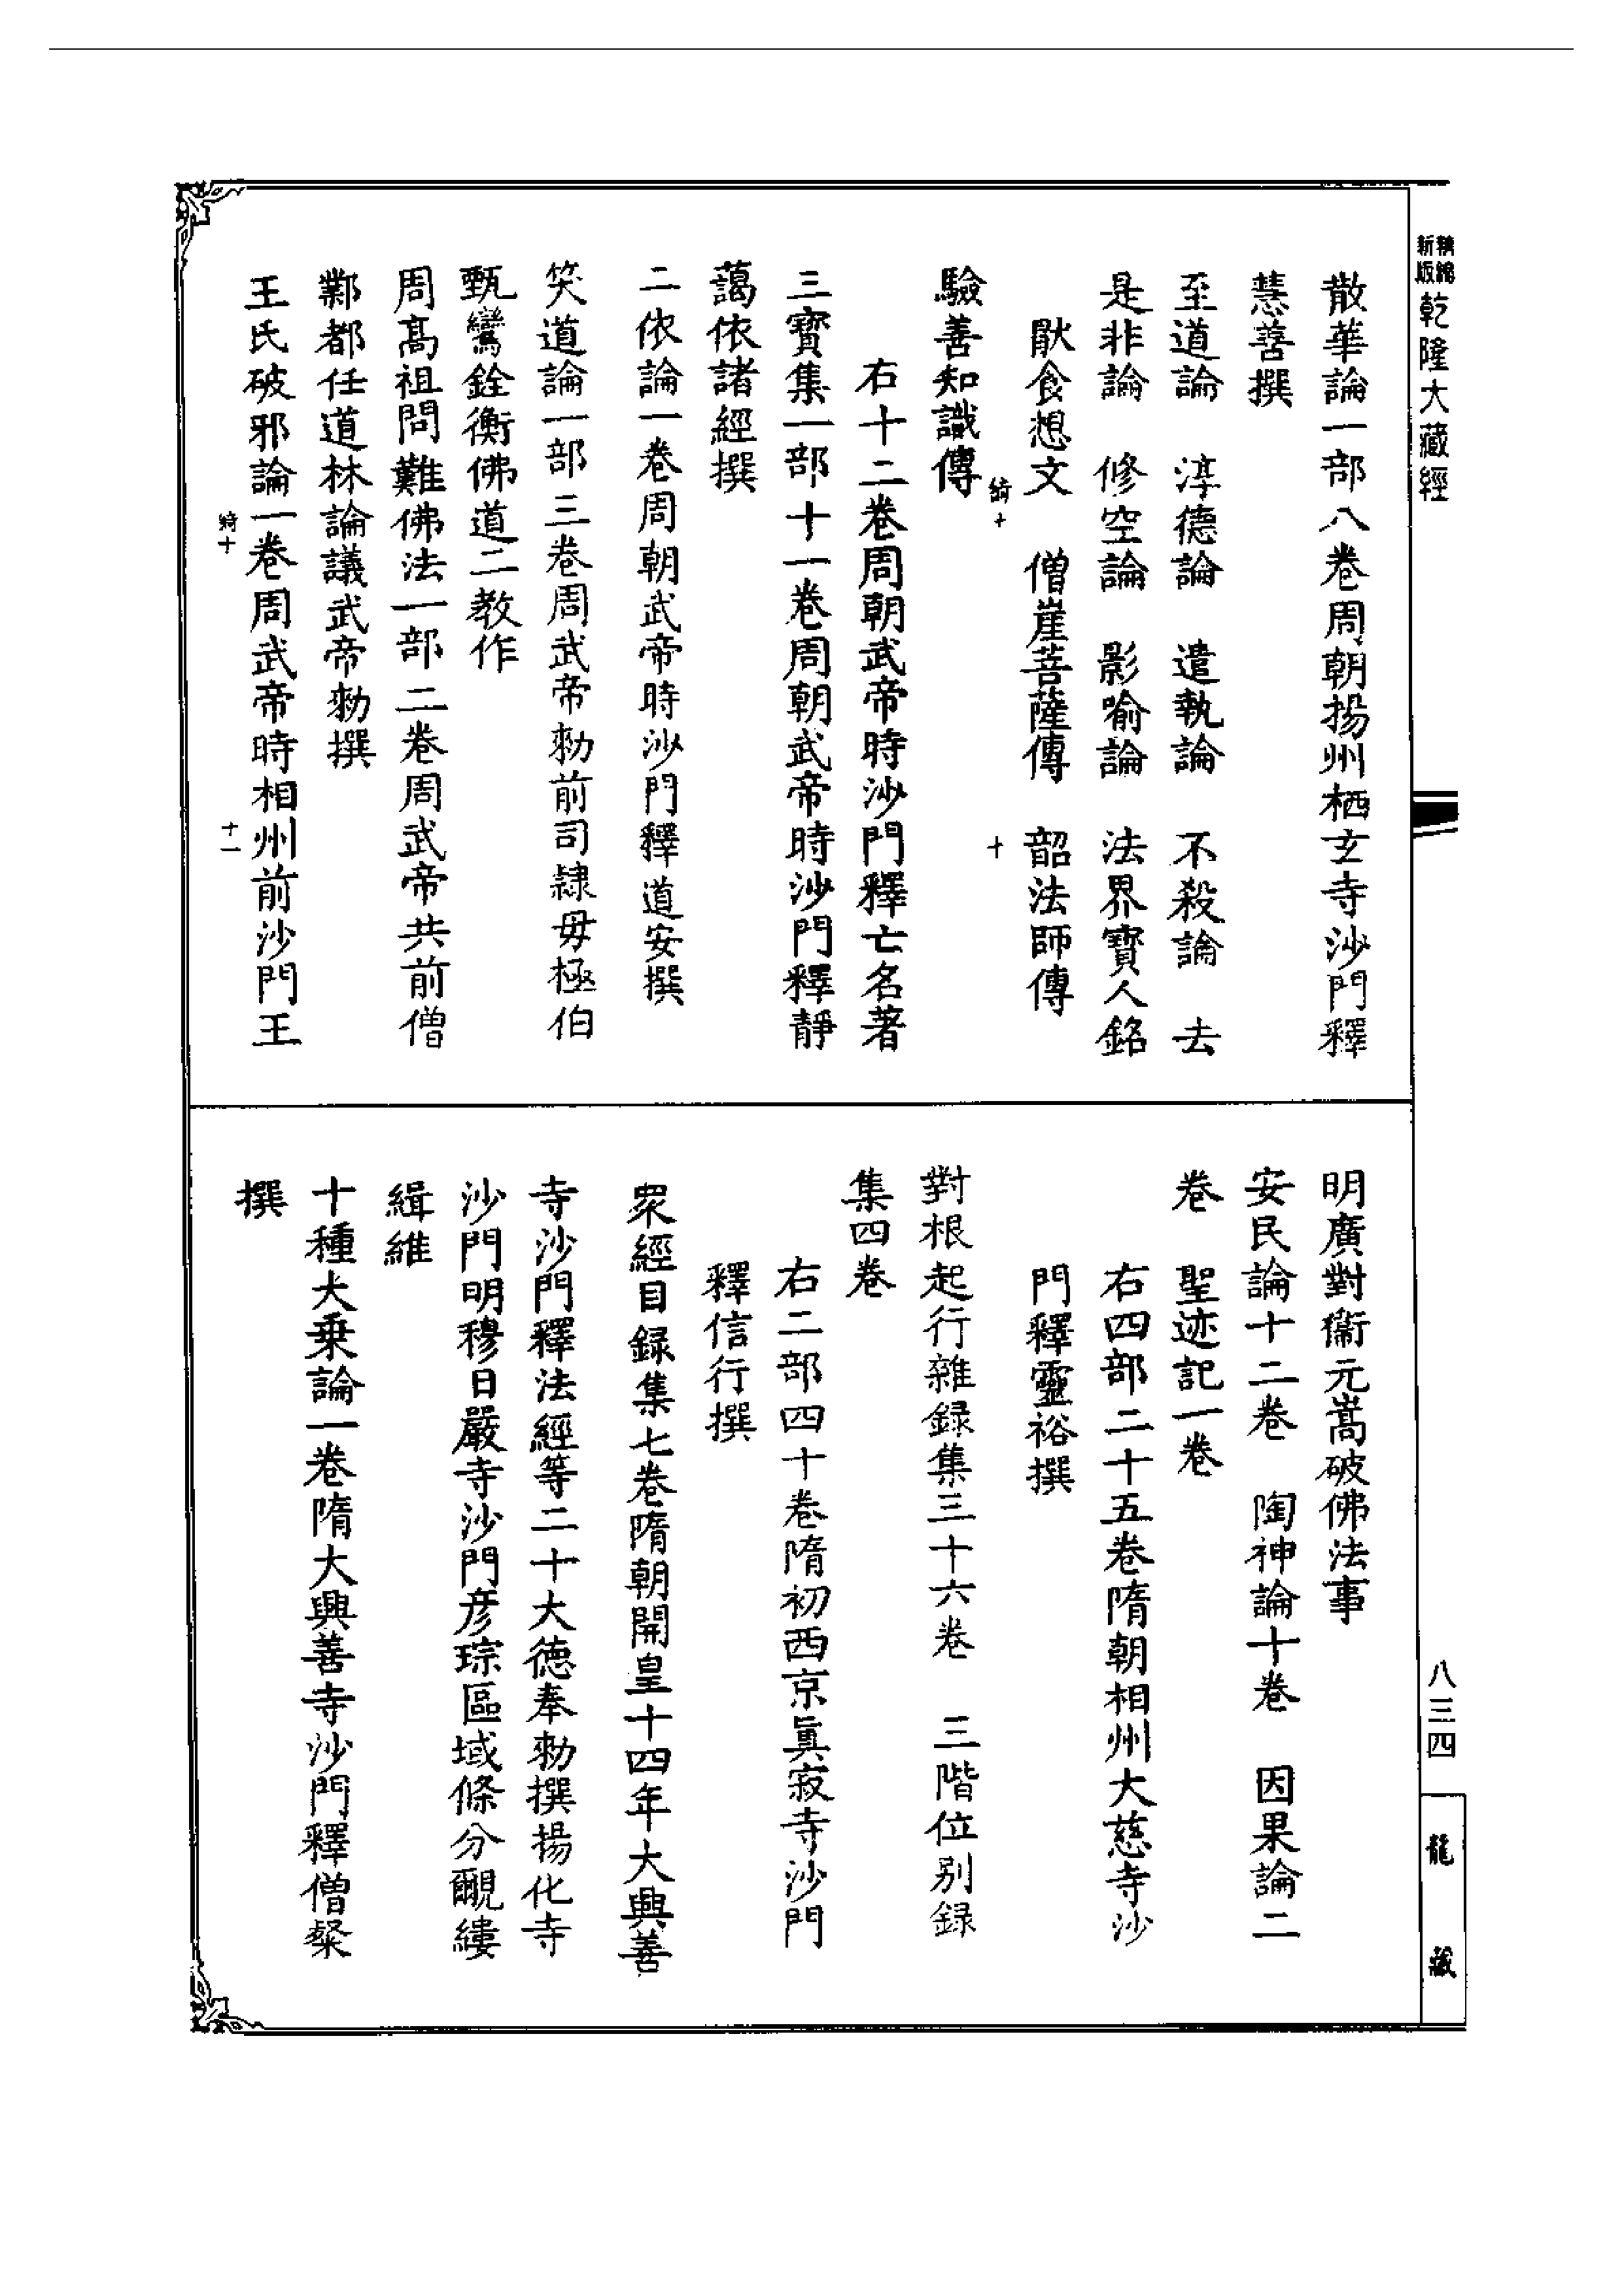 精緻
新版
乾隆大藏經
散華論一部八卷周朝揚州栖玄寺沙門釋
慧善撰
至道論　淳德論　遣執論　不殺論　去
是非論　修空論　影喻論　法界寶人銘
猒食想文　僧崖菩薩傳　韶法師傳
驗善知識傳
綺十
十
右十二卷周朝武帝時沙門釋亡名著
三寶集一部十一卷周朝武帝時沙門釋靜
藹依諸經撰
二依論一卷周朝武帝時沙門釋道安撰
笑道論一部三卷周武帝勑前司隸毋極伯
甄鸞銓衡佛道二教作
周高祖問難佛法一部二卷周武帝共前僧
鄴都任道林論議武帝勑撰
王氏破邪論一卷周武帝時相州前沙門王
綺十
十一
明廣對衞元嵩破佛法事
安民論十二卷　陶神論十卷　因果論二
卷　聖迹記一卷
右四部二十五卷隋朝相州大慈寺沙
門釋靈裕撰
對根起行雜録集三十六卷　三階位別録
集四卷
右二部四十卷隋初西京眞寂寺沙門
釋信行撰
眾經目録集七卷隋朝開皇十四年大興善
寺沙門釋法經等二十大德奉勑撰揚化寺
沙門明穆日嚴寺沙門彦琮區域條分覼縷
緝維
十種大乗論一卷隋大興善寺沙門釋僧粲
撰
八三四
龍藏